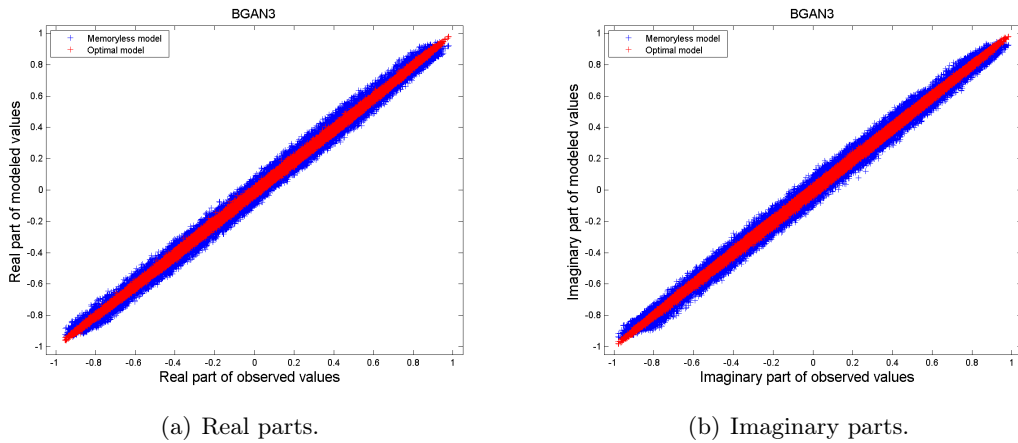 BGAN3
Memoryless model
Optimal model
1
0.8
0.6
0.4
0.2
0
-0.2
-0.4
-0.6
-0.8
-1
Real part of modeled values
-1 -0.8 -0.6 -0.4 -0.2 0 0.2 0.4 0.6 0.8 1
Real part of observed values
(a) Real parts.
BGAN3
Memoryless model
Optimal model
1
0.8
0.6
0.4
0.2
0
-0.2
-0.4
-0.6
-0.8
-1
Imaginary part of modeled values
-1 -0.8 -0.6 -0.4 -0.2 0 0.2 0.4 0.6 0.8 1
Imaginary part of observed values
(b) Imaginary parts.